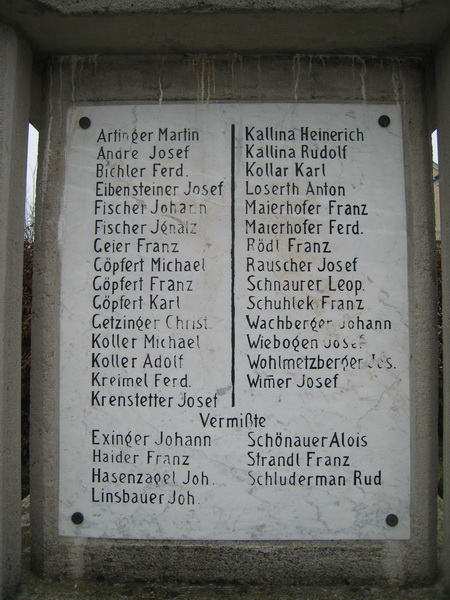 Artinger Martin
Andre Josef
Bichler Ferd.
Eibensteiner Josef
Fischer Johann
Fischer Jgnatz
Geier Franz
Göpfert Michael
Göpfert Franz
Göpfert Karl
Getzinger Christ.
Koller Michael
Koller Adolf
Kreimel Ferd.
Krenstetter Josef
Kallina Heinerich
Kallina Rudolf
Kollar Karl
Loserth Anton
Maierhofer Franz
Maierhofer Ferd.
Rödl Franz
Rauscher Josef
Schnaurer Leop.
Schuhlek Franz
Wachberger Johann
Wiebogen Josef
Wohlmetzberger Jos.
Wimer Josef
Vermißte
Exinger Johann
Haider Franz
Hasenzagel Joh.
Linsbauer Joh.
Schönauer Alois
Strandl Franz
Schluderman Rud